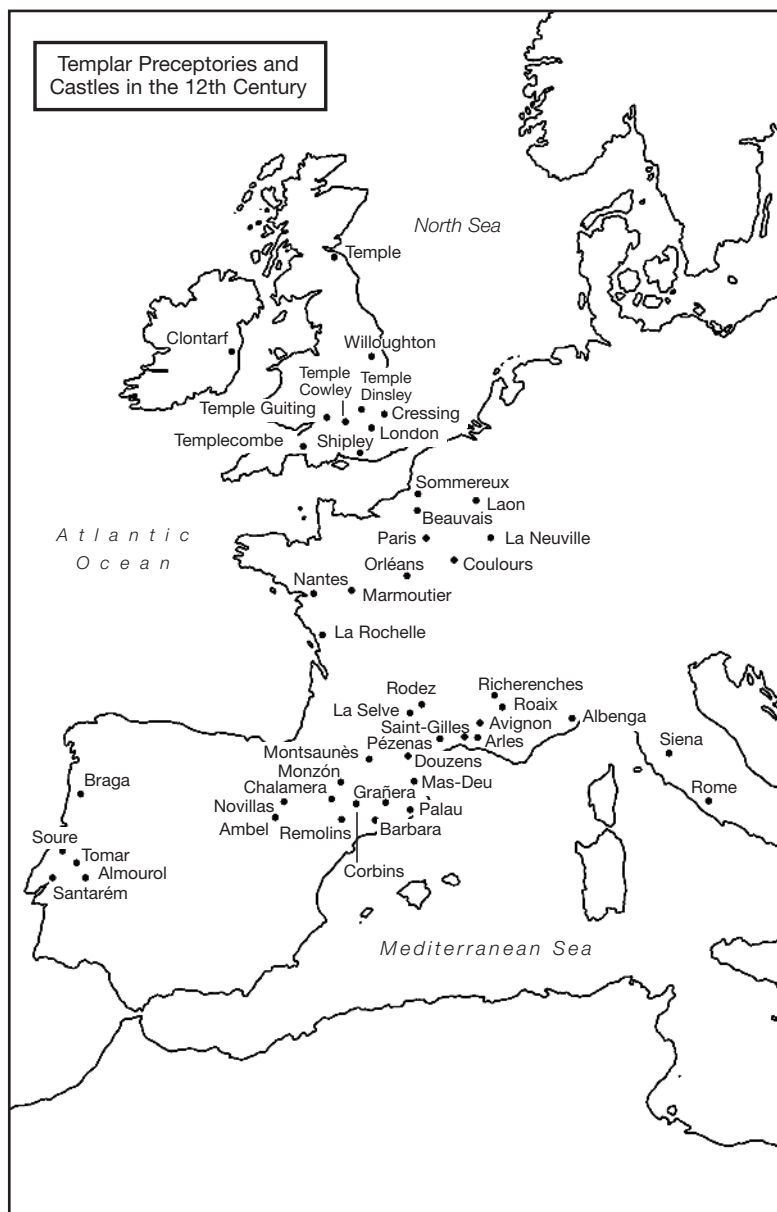 Templar Preceptories and
Castles in the 12th Century
North Sea
Temple
Clontarf
Willoughton
Temple
Cowley
Temple
Dinsley
Temple Guiting
Cressing
London
Templecombe
Shipley
Sommereux
Laon
Beauvais
Paris
La Neuville
Atlantic
Ocean
Orléans
Coulours
Nantes
Marmoutier
La Rochelle
Rodez
Richerenches
La Selve
Roaix
Saint-Gilles
Avignon
Albenga
Pézenas
Arles
Montsaunès
Douzens
Siena
Monzón
Mas-Deu
Braga
Chalamera
Grañera
Rome
Novillas
Palau
Ambel
Remolins
Barbara
Soure
Tomar
Almourol
Corbins
Santarém
Mediterranean Sea